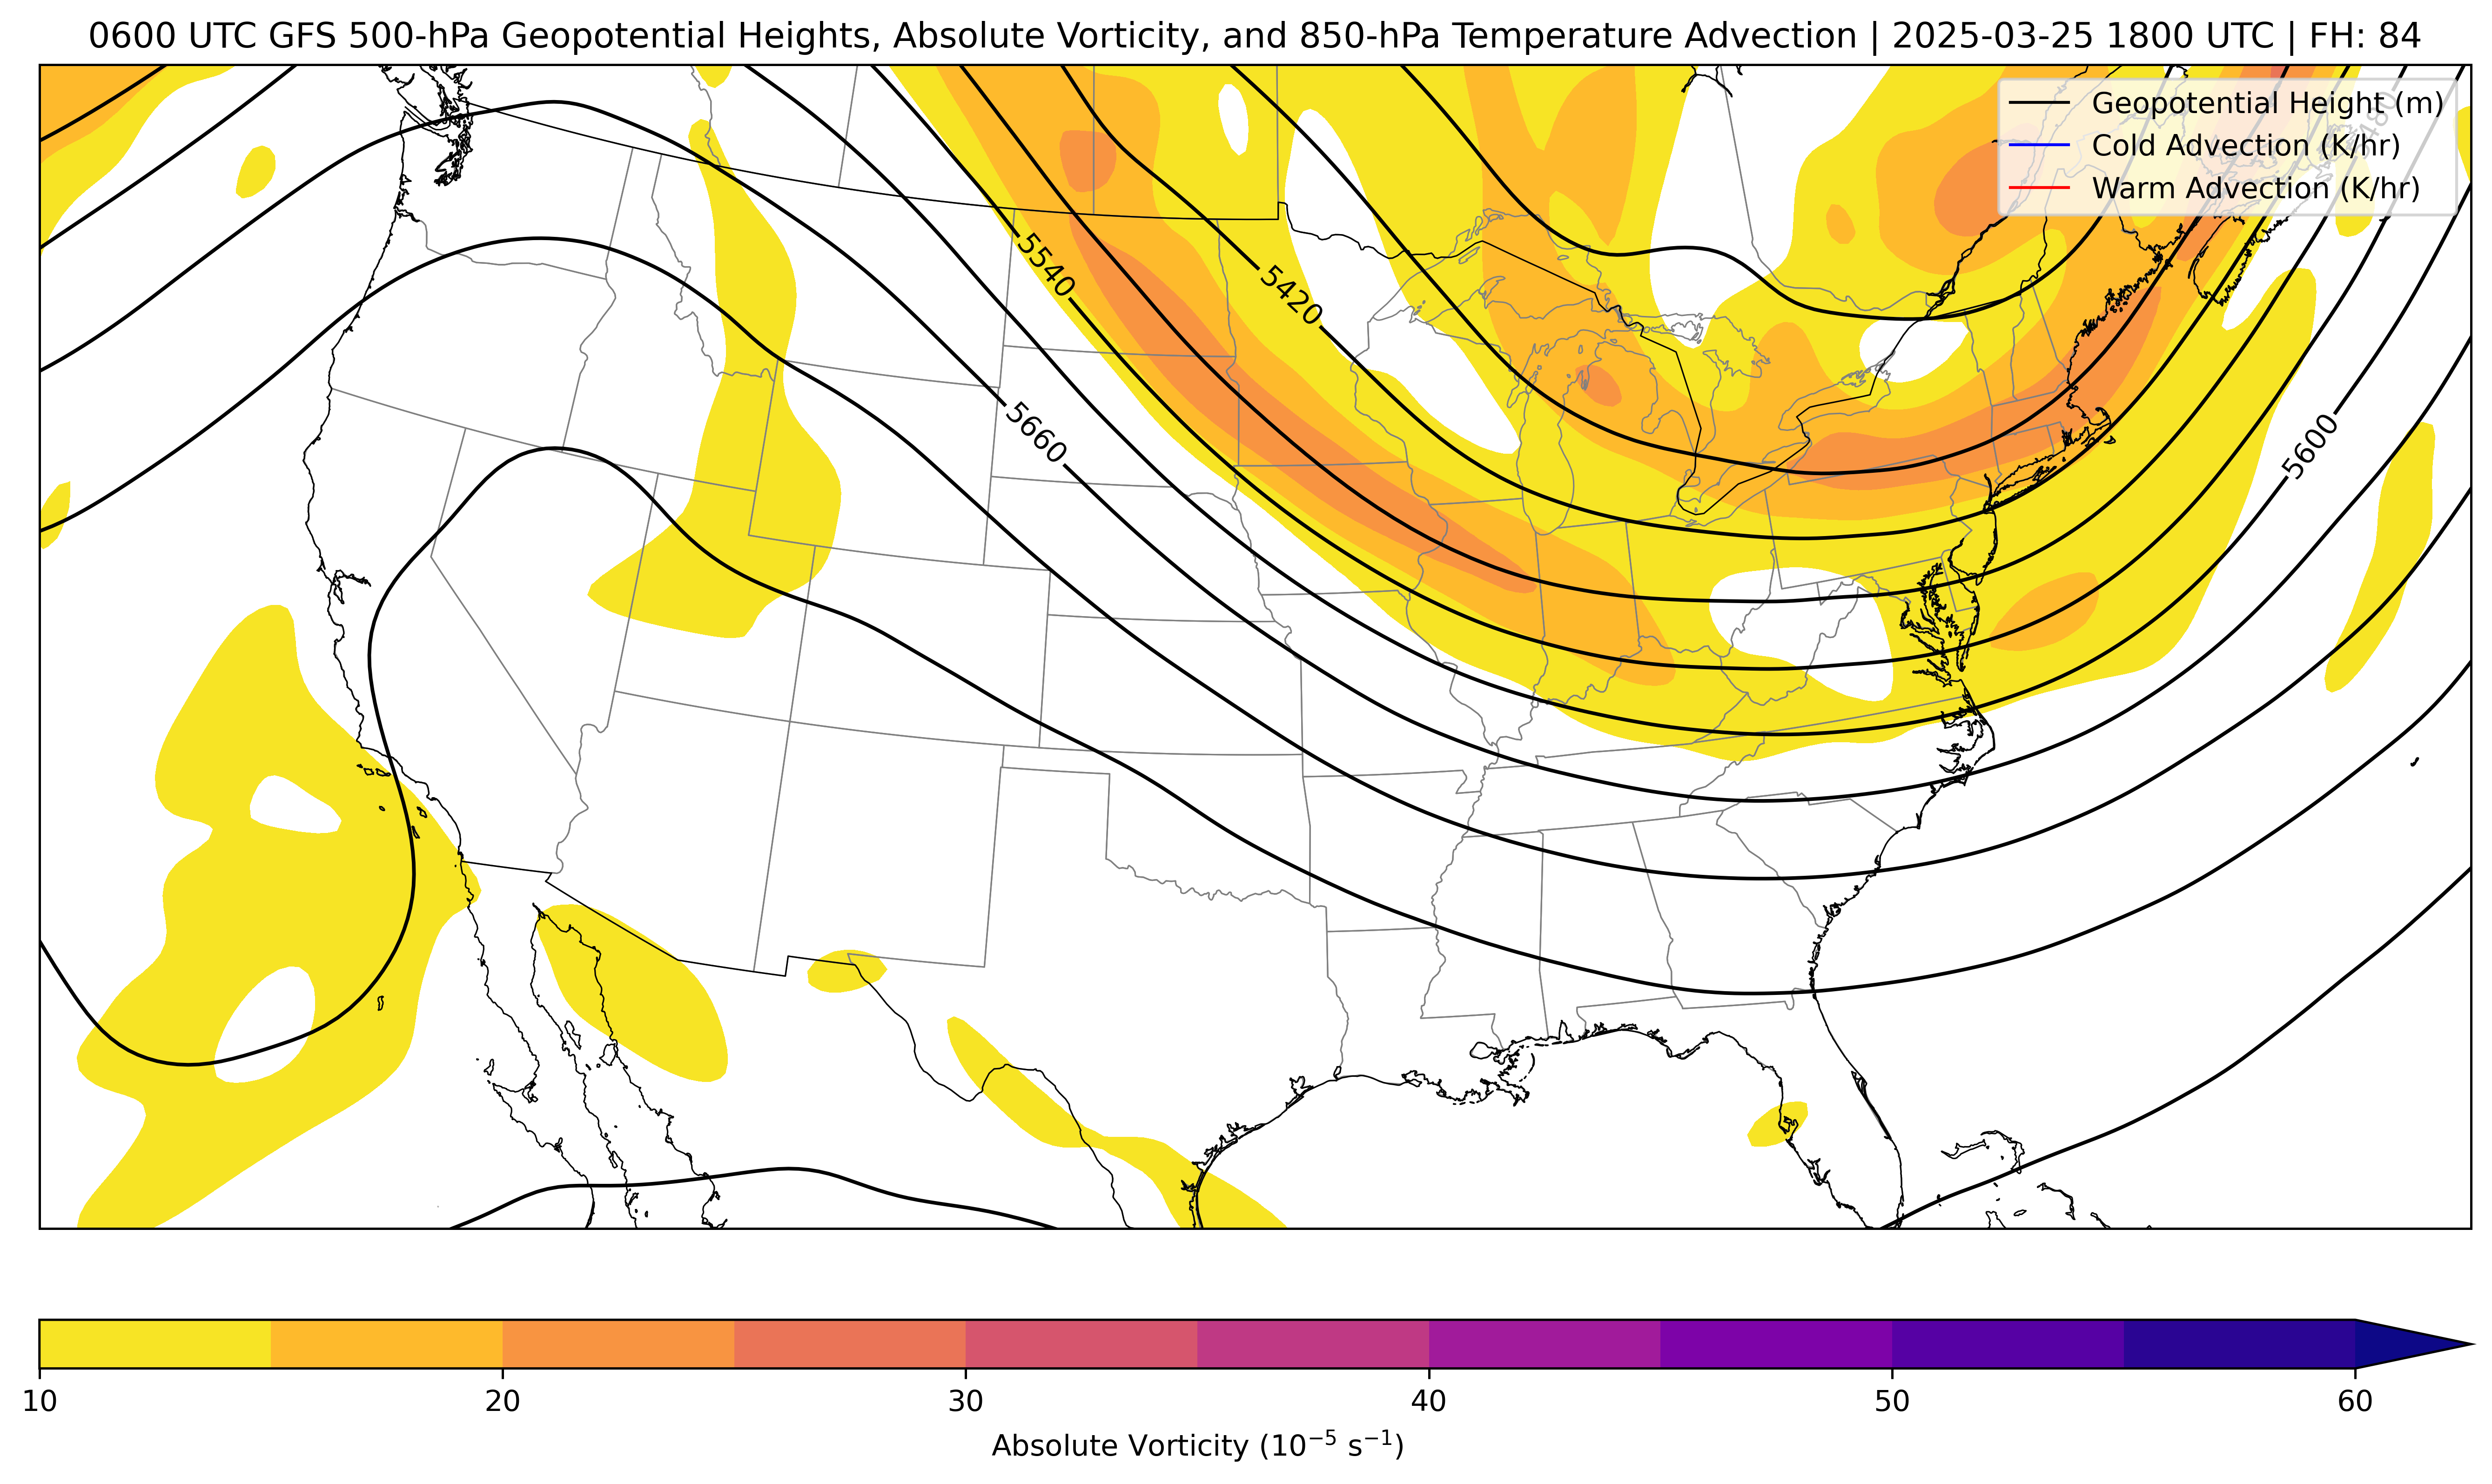 0600 UTC GFS 500-hPa Geopotential Heights, Absolute Vorticity, and 850-hPa Temperature Advection | 2025-03-25 1800 UTC | FH: 84
Geopotential Height (m)
Cold Advection (K/hr)
Warm Advection (K/hr)
5540
5420
5660
5600
10
20
30
40
50
60
Absolute Vorticity (10⁻⁵ s⁻¹)